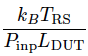 k_B T_RS
P_inp L_DUT